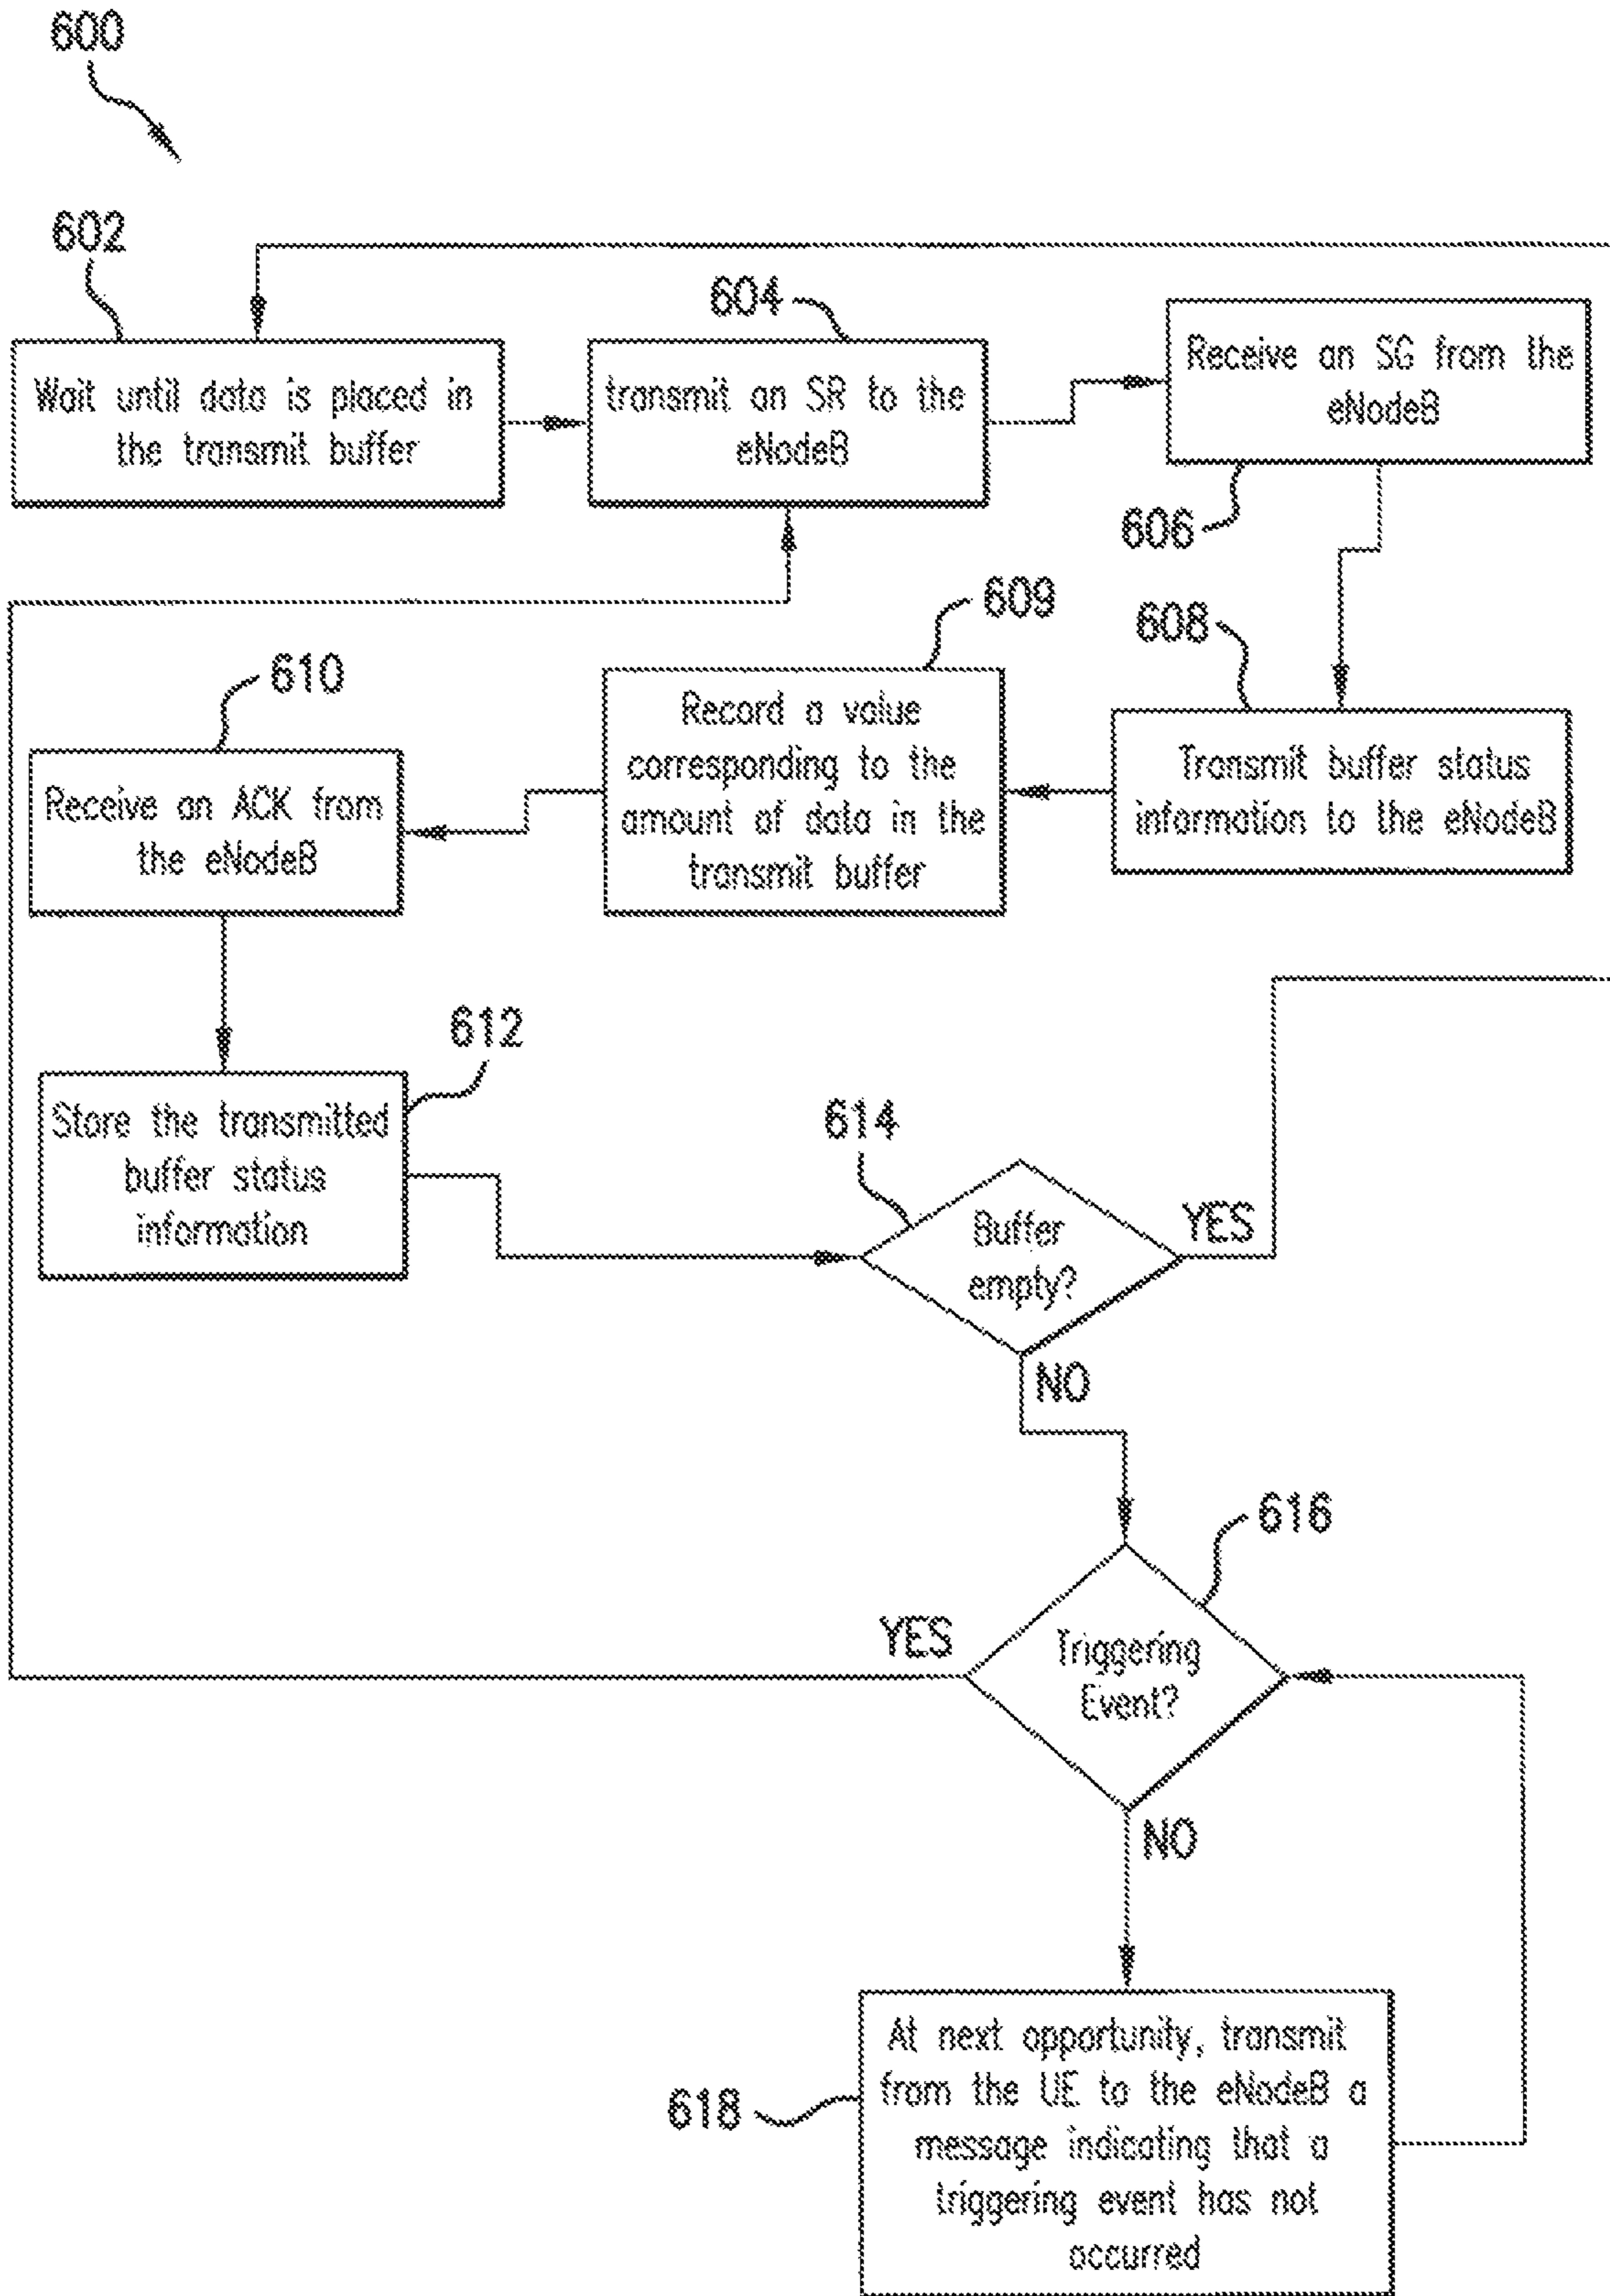 600
602
Wait until data is placed in
the transmit buffer
604
transmit an SR to the
eNodeB
Receive an SG from the
eNodeB
606
608
Transmit buffer status
information to the eNodeB
609
Record a value
corresponding to the
amount of data in the
transmit buffer
610
Receive an ACK from
the eNodeB
612
Store the transmitted
buffer status
information
614
Buffer
empty?
YES
NO
616
Triggering
Event?
YES
NO
618
At next opportunity, transmit
from the UE to the eNodeB a
message indicating that a
triggering event has not
occurred